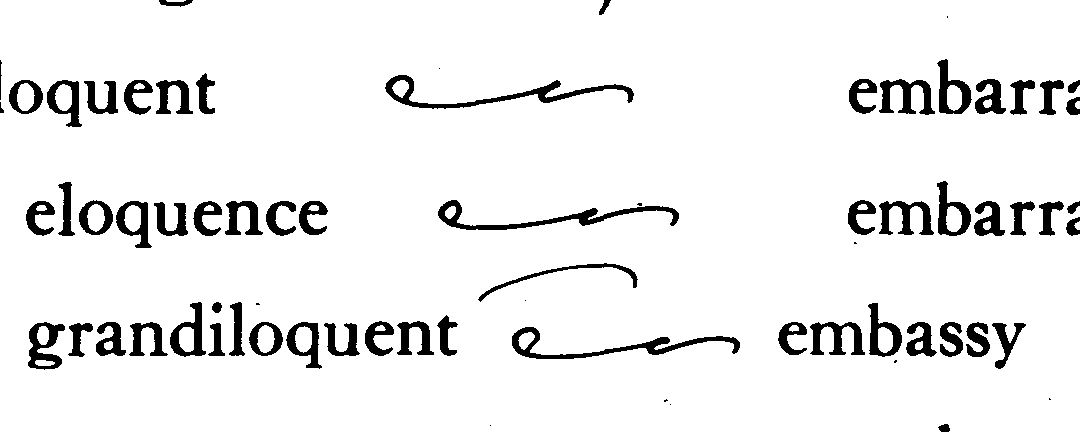 loquent embarra
eloquence embarra
grandiloquent embassy